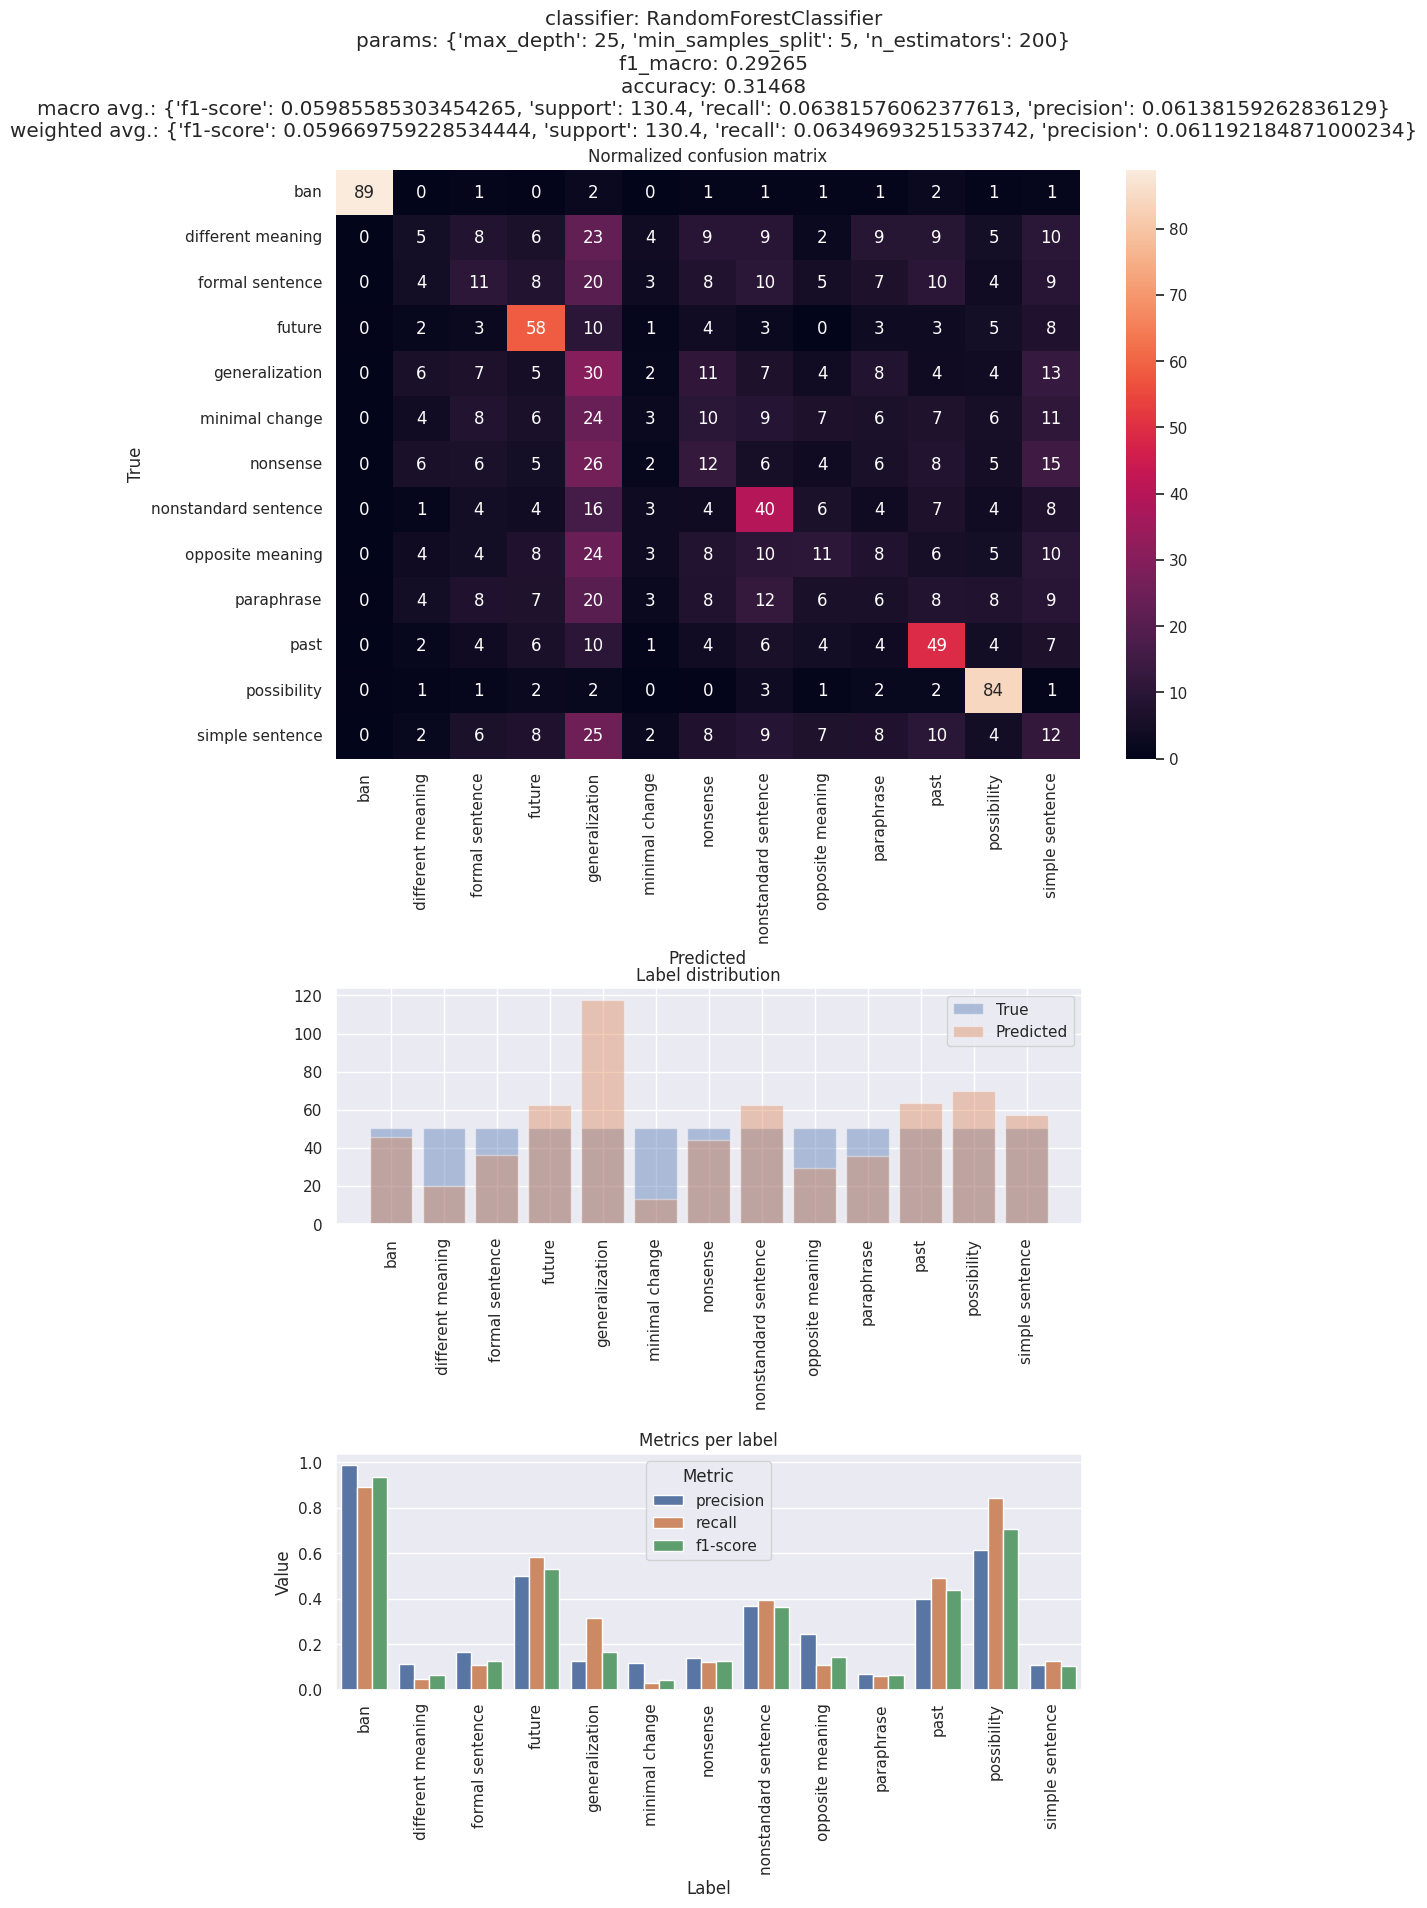 classifier: RandomForestClassifier
params: {'max_depth': 25, 'min_samples_split': 5, 'n_estimators': 200}
f1_macro: 0.29265
accuracy: 0.31468
macro avg.: {'f1-score': 0.05985585303454265, 'support': 130.4, 'recall': 0.06381576062377613, 'precision': 0.06138159262836129}
weighted avg.: {'f1-score': 0.059669759228534444, 'support': 130.4, 'recall': 0.06349693251533742, 'precision': 0.061192184871000234}
Normalized confusion matrix
True
ban 89 0 1 0 2 0 1 1 1 1 2 1 1
different meaning 0 5 8 6 23 4 9 9 2 9 9 5 10
formal sentence 0 4 11 8 20 3 8 10 5 7 10 4 9
future 0 2 3 58 10 1 4 3 0 3 3 5 8
generalization 0 6 7 5 30 2 11 7 4 8 4 4 13
minimal change 0 4 8 6 24 3 10 9 7 6 7 6 11
nonsense 0 6 6 5 26 2 12 6 4 6 8 5 15
nonstandard sentence 0 1 4 4 16 3 4 40 6 4 7 4 8
opposite meaning 0 4 4 8 24 3 8 10 11 8 6 5 10
paraphrase 0 4 8 7 20 3 8 12 6 6 8 8 9
past 0 2 4 6 10 1 4 6 4 4 49 4 7
possibility 0 1 1 2 2 0 0 3 1 2 2 84 1
simple sentence 0 2 6 8 25 2 8 9 7 8 10 4 12
ban
different meaning
formal sentence
future
generalization
minimal change
nonsense
nonstandard sentence
opposite meaning
paraphrase
past
possibility
simple sentence
Predicted
80
70
60
50
40
30
20
10
0
Label distribution
120
100
80
60
40
20
0
True
Predicted
ban
different meaning
formal sentence
future
generalization
minimal change
nonsense
nonstandard sentence
opposite meaning
paraphrase
past
possibility
simple sentence
Metrics per label
Value
1.0
0.8
0.6
0.4
0.2
0.0
Metric
precision
recall
f1-score
ban
different meaning
formal sentence
future
generalization
minimal change
nonsense
nonstandard sentence
opposite meaning
paraphrase
past
possibility
simple sentence
Label